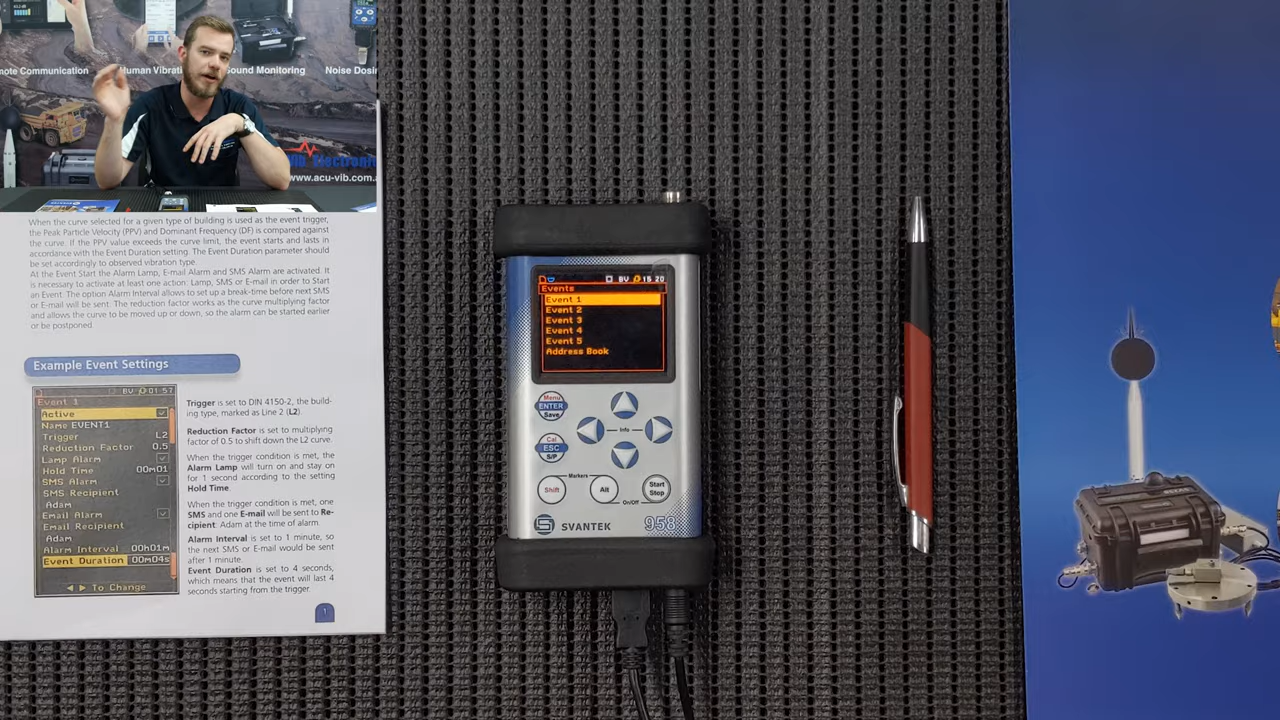 mote Communication
Human Vibrati
Sound Monitoring
Noise Dosi
Vib Electroni
www.acu-vib.com.a
When the curve selected for a given type of building is used as the event trigger,
the Peak Particle Velocity (PPV) and Dominant Frequency (DF) is compared against
the curve. If the PPV value exceeds the curve limit, the event starts and lasts in
accordance with the Event Duration setting. The Event Duration parameter should
be set accordingly to observed vibration type.
At the Event Start the Alarm Lamp, E-mail Alarm and SMS Alarm are activated. It
is necessary to activate at least one action: Lamp, SMS or E-mail in order to Start
an Event. The option Alarm Interval allows to set up a break-time before next SMS
or E-mail will be sent. The reduction factor works as the curve multiplying factor
and allows the curve to be moved up or down, so the alarm can be started earlier
or be postponed.
Example Event Settings
BV 01:57
Event 1
Active
Name EVENT1
Trigger L2
Reduction Factor 0.5
Lamp Alarm
Hold Time 00m01
SMS Alarm
SMS Recipient
Adam
Email Alarm
Email Recipient
Adam
Alarm Interval 00h01m
Event Duration 00m04s
To Change
Trigger is set to DIN 4150-2, the build-
ing type, marked as Line 2 (L2).
Reduction Factor is set to multiplying
factor of 0.5 to shift down the L2 curve.
When the trigger condition is met, the
Alarm Lamp will turn on and stay on
for 1 second according to the setting
Hold Time.
When the trigger condition is met, one
SMS and one E-mail will be sent to Re-
cipient: Adam at the time of alarm.
Alarm Interval is set to 1 minute, so
the next SMS or E-mail would be sent
after 1 minute.
Event Duration is set to 4 seconds,
which means that the event will last 4
seconds starting from the trigger.
1
BV 15:20
Events
Event 1
Event 2
Event 3
Event 4
Event 5
Address Book
Menu
ENTER
Save
Info
Cal
ESC
S/P
Markers
Shift
Alt
Start
Stop
On/Off
SVANTEK
958